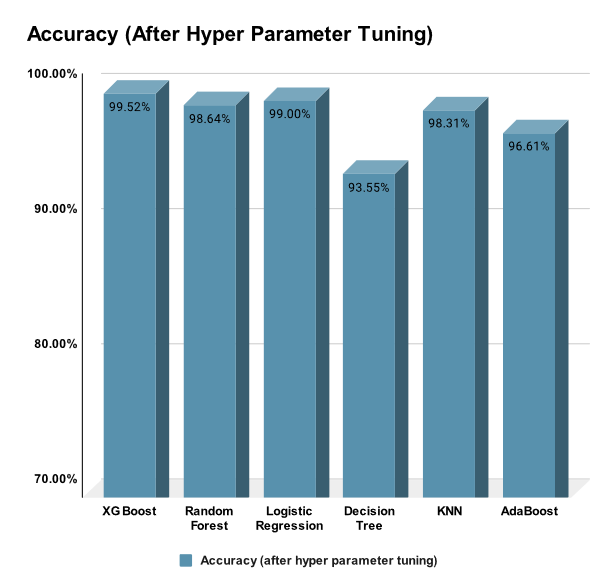 Accuracy (After Hyper Parameter Tuning)
100.00%
90.00%
80.00%
70.00%
99.52%
98.64%
99.00%
93.55%
98.31%
96.61%
XG Boost
Random
Forest
Logistic
Regression
Decision
Tree
KNN
AdaBoost
Accuracy (after hyper parameter tuning)